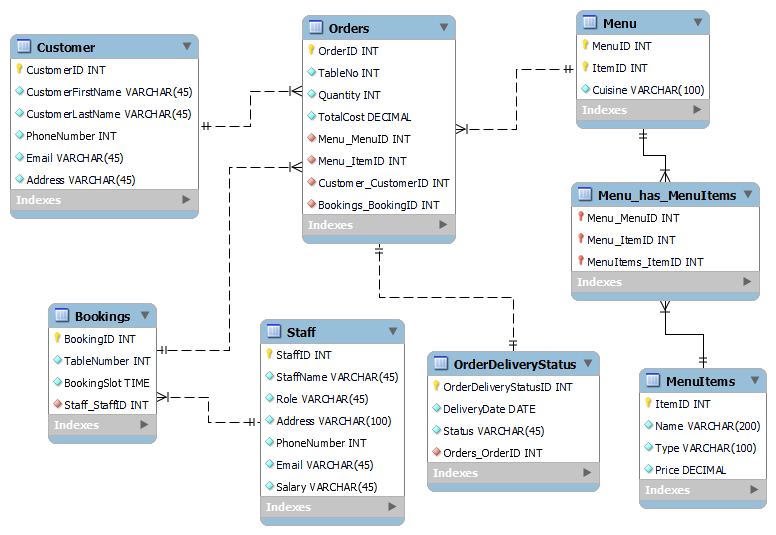 Customer
CustomerID INT
CustomerFirstName VARCHAR(45)
CustomerLastName VARCHAR(45)
PhoneNumber INT
Email VARCHAR(45)
Address VARCHAR(45)
Indexes
Orders
OrderID INT
TableNo INT
Quantity INT
TotalCost DECIMAL
Menu_MenuID INT
Menu_ItemID INT
Customer_CustomerID INT
Bookings_BookingID INT
Indexes
Menu
MenuID INT
ItemID INT
Cuisine VARCHAR(100)
Indexes
Menu_has_MenuItems
Menu_MenuID INT
Menu_ItemID INT
MenuItems_ItemID INT
Indexes
Bookings
BookingID INT
TableNumber INT
BookingSlot TIME
Staff_StaffID INT
Indexes
Staff
StaffID INT
StaffName VARCHAR(45)
Role VARCHAR(45)
Address VARCHAR(100)
PhoneNumber INT
Email VARCHAR(45)
Salary VARCHAR(45)
Indexes
OrderDeliveryStatus
OrderDeliveryStatusID INT
DeliveryDate DATE
Status VARCHAR(45)
Orders_OrderID INT
Indexes
MenuItems
ItemID INT
Name VARCHAR(200)
Type VARCHAR(100)
Price DECIMAL
Indexes